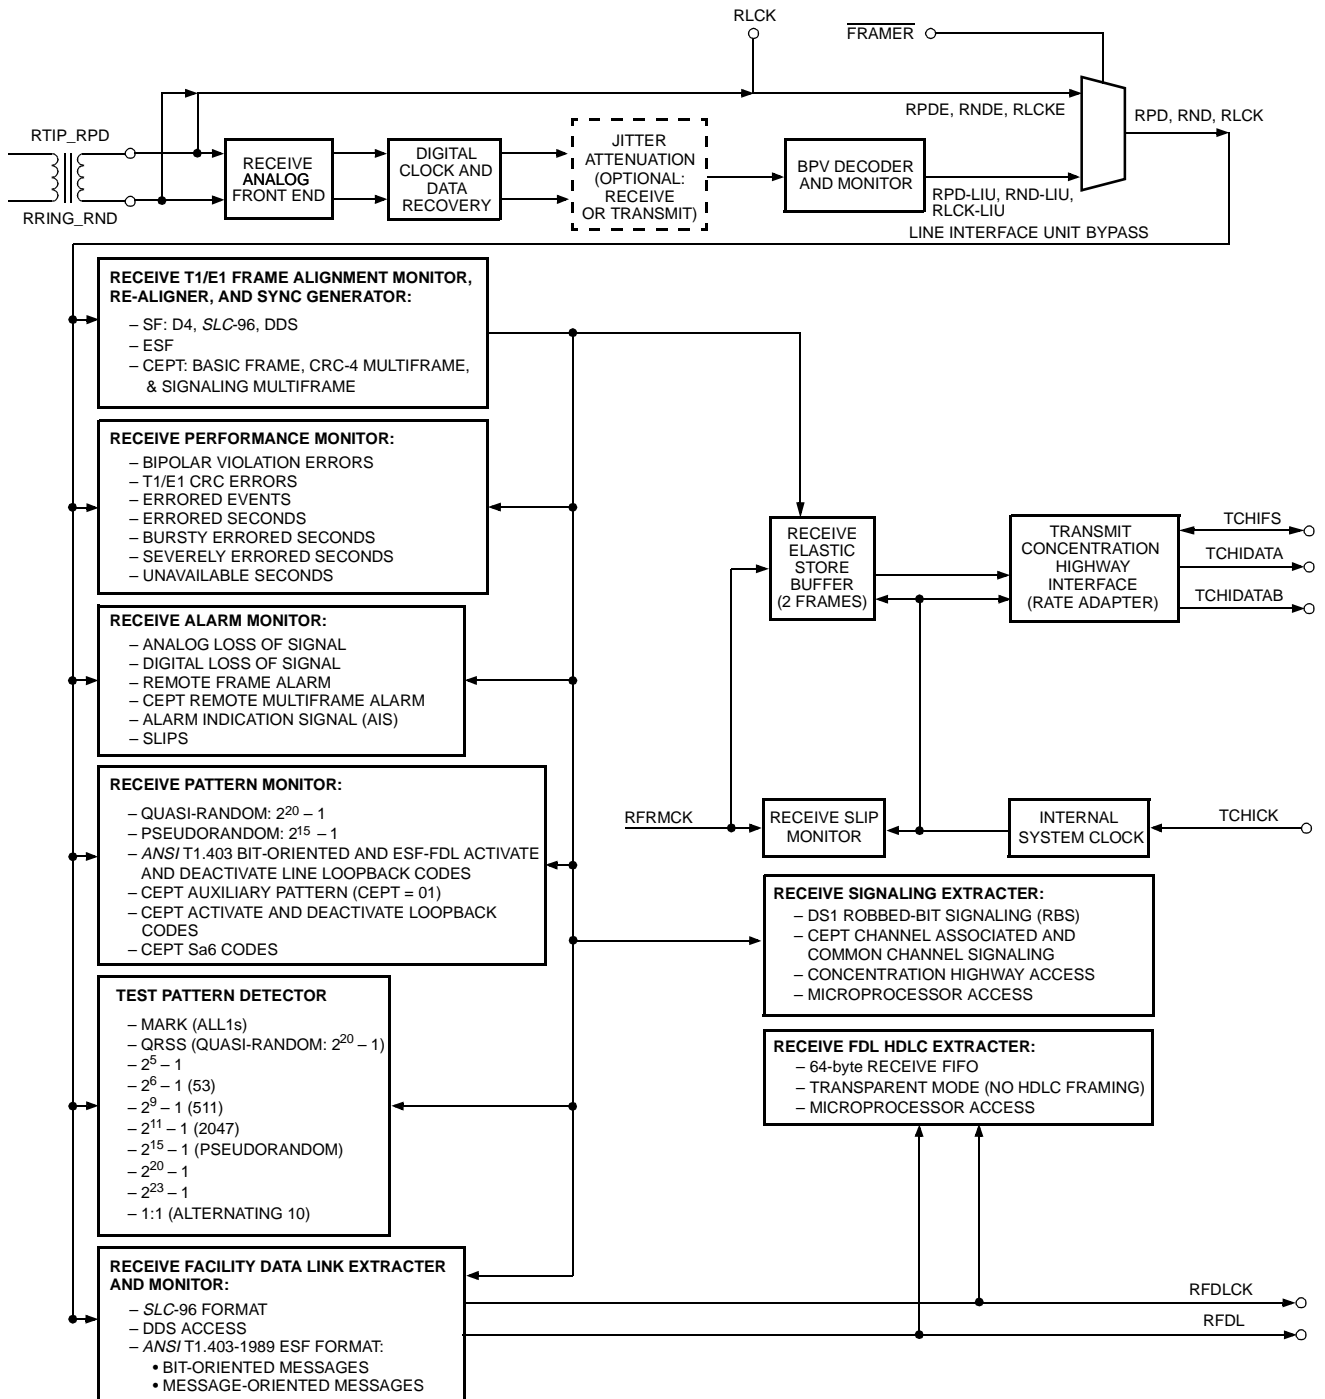 RLCK
FRAMER
RPDE, RNDE, RLCKE
RPD, RND, RLCK
RTIP_RPD
RRING_RND
RECEIVE
ANALOG
FRONT END
DIGITAL
CLOCK AND
DATA
RECOVERY
JITTER
ATTENUATION
(OPTIONAL:
RECEIVE
OR TRANSMIT)
BPV DECODER
AND MONITOR
RPD-LIU, RND-LIU,
RLCK-LIU
LINE INTERFACE UNIT BYPASS
RECEIVE T1/E1 FRAME ALIGNMENT MONITOR,
RE-ALIGNER, AND SYNC GENERATOR:
– SF: D4, SLC-96, DDS
– ESF
– CEPT: BASIC FRAME, CRC-4 MULTIFRAME,
& SIGNALING MULTIFRAME
RECEIVE PERFORMANCE MONITOR:
– BIPOLAR VIOLATION ERRORS
– T1/E1 CRC ERRORS
– ERRORED EVENTS
– ERRORED SECONDS
– BURSTY ERRORED SECONDS
– SEVERELY ERRORED SECONDS
– UNAVAILABLE SECONDS
RECEIVE
ELASTIC
STORE
BUFFER
(2 FRAMES)
TRANSMIT
CONCENTRATION
HIGHWAY
INTERFACE
(RATE ADAPTER)
TCHIFS
TCHIDATA
TCHIDATAB
RECEIVE ALARM MONITOR:
– ANALOG LOSS OF SIGNAL
– DIGITAL LOSS OF SIGNAL
– REMOTE FRAME ALARM
– CEPT REMOTE MULTIFRAME ALARM
– ALARM INDICATION SIGNAL (AIS)
– SLIPS
RECEIVE PATTERN MONITOR:
– QUASI-RANDOM: 2²⁰ – 1
– PSEUDORANDOM: 2¹⁵ – 1
– ANSI T1.403 BIT-ORIENTED AND ESF-FDL ACTIVATE
AND DEACTIVATE LINE LOOPBACK CODES
– CEPT AUXILIARY PATTERN (CEPT = 01)
– CEPT ACTIVATE AND DEACTIVATE LOOPBACK
CODES
– CEPT Sa6 CODES
RFRMCK
RECEIVE SLIP
MONITOR
INTERNAL
SYSTEM CLOCK
TCHICK
RECEIVE SIGNALING EXTRACTER:
– DS1 ROBBED-BIT SIGNALING (RBS)
– CEPT CHANNEL ASSOCIATED AND
COMMON CHANNEL SIGNALING
– CONCENTRATION HIGHWAY ACCESS
– MICROPROCESSOR ACCESS
TEST PATTERN DETECTOR
– MARK (ALL1s)
– QRSS (QUASI-RANDOM: 2²⁰ – 1)
– 2⁵ – 1
– 2⁶ – 1 (53)
– 2⁹ – 1 (511)
– 2¹¹ – 1 (2047)
– 2¹⁵ – 1 (PSEUDORANDOM)
– 2²⁰ – 1
– 2²³ – 1
– 1:1 (ALTERNATING 10)
RECEIVE FDL HDLC EXTRACTER:
– 64-byte RECEIVE FIFO
– TRANSPARENT MODE (NO HDLC FRAMING)
– MICROPROCESSOR ACCESS
RECEIVE FACILITY DATA LINK EXTRACTER
AND MONITOR:
– SLC-96 FORMAT
– DDS ACCESS
– ANSI T1.403-1989 ESF FORMAT:
• BIT-ORIENTED MESSAGES
• MESSAGE-ORIENTED MESSAGES
RFDLCK
RFDL